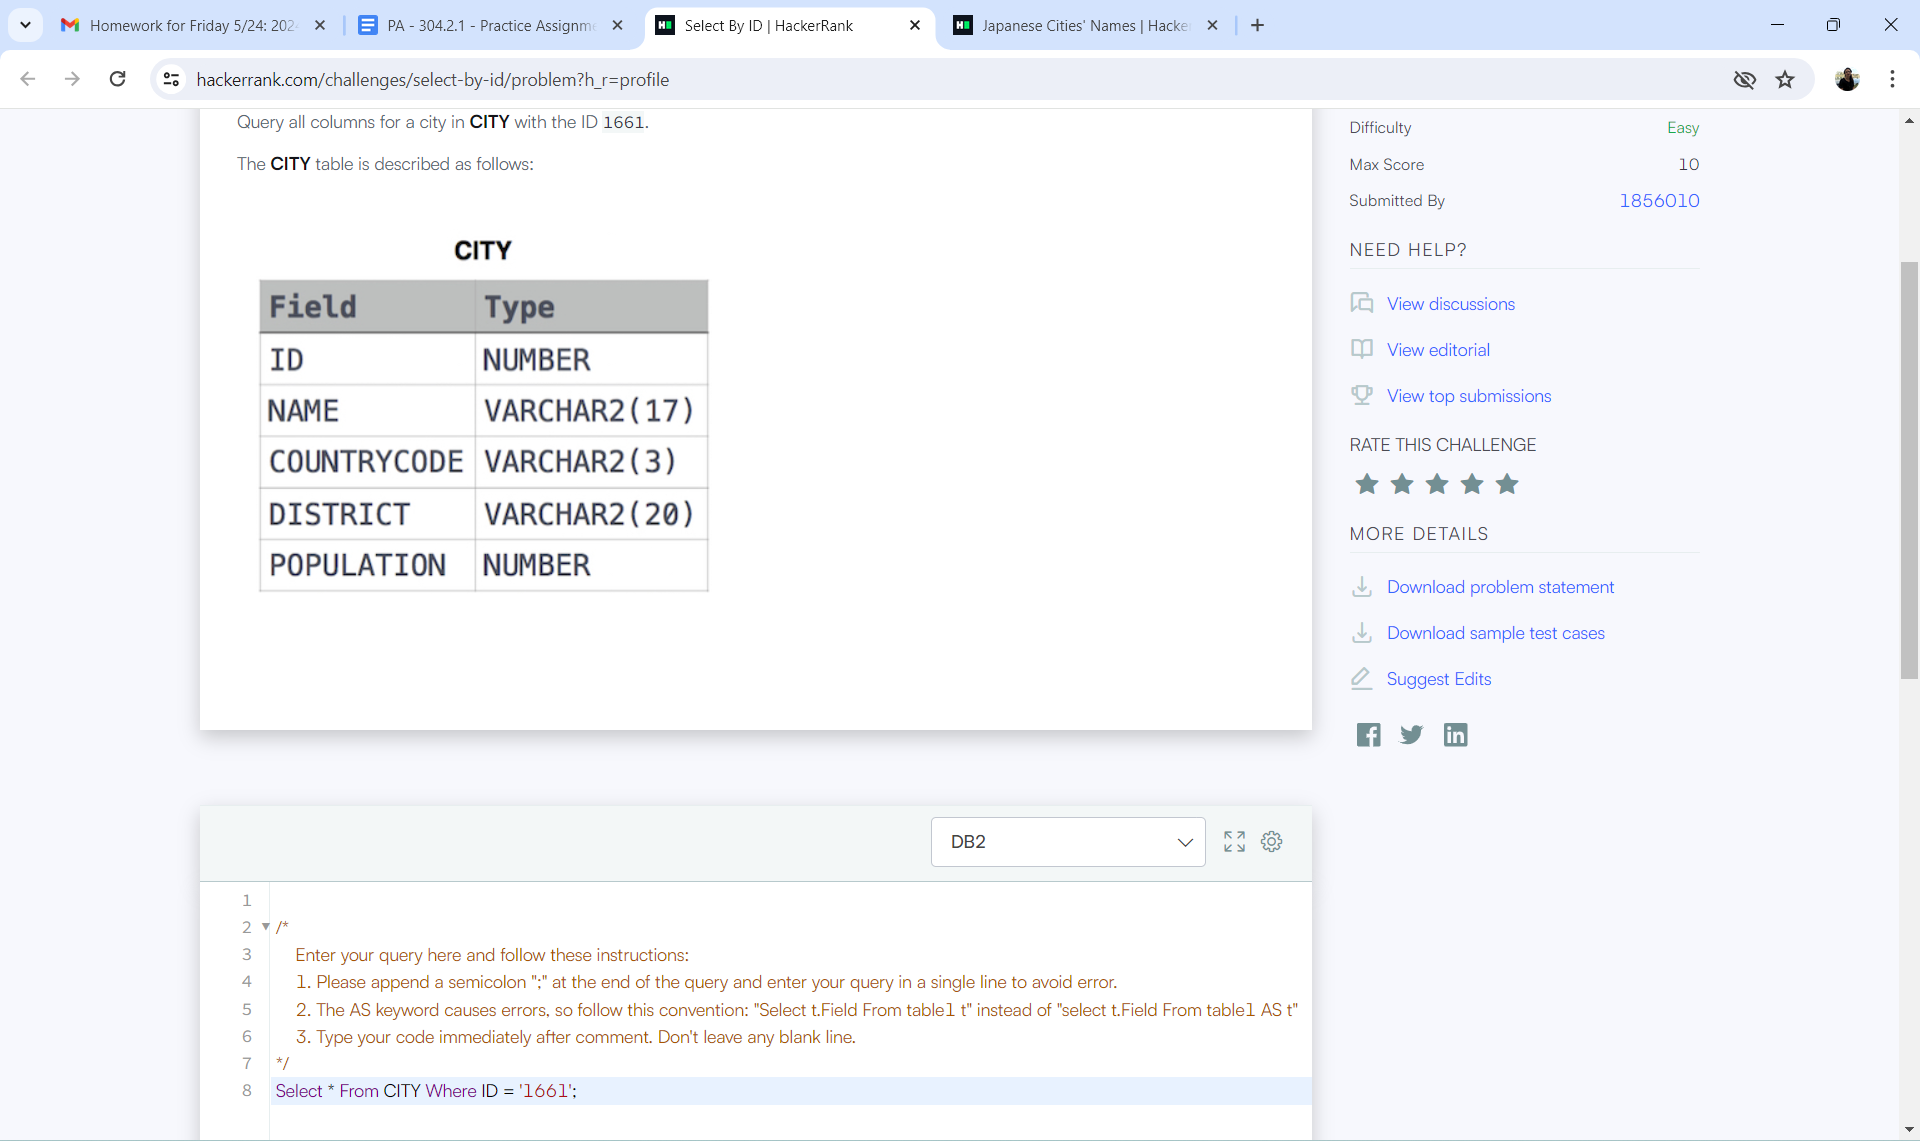 Homework for Friday 5/24: 202
PA - 304.2.1 - Practice Assignm
Select By ID | HackerRank
Japanese Cities' Names | Hacke
hackerrank.com/challenges/select-by-id/problem?h_r=profile
Query all columns for a city in CITY with the ID 1661.
The CITY table is described as follows:
CITY
Field Type
ID NUMBER
NAME VARCHAR2(17)
COUNTRYCODE VARCHAR2(3)
DISTRICT VARCHAR2(20)
POPULATION NUMBER
Difficulty Easy
Max Score 10
Submitted By 1856010
NEED HELP?
View discussions
View editorial
View top submissions
RATE THIS CHALLENGE
MORE DETAILS
Download problem statement
Download sample test cases
Suggest Edits
DB2
1
2 /*
3 Enter your query here and follow these instructions:
4 1. Please append a semicolon ";" at the end of the query and enter your query in a single line to avoid error.
5 2. The AS keyword causes errors, so follow this convention: "Select t.Field From table1 t" instead of "select t.Field From table1 AS t"
6 3. Type your code immediately after comment. Don't leave any blank line.
7 */
8 Select * From CITY Where ID = '1661';